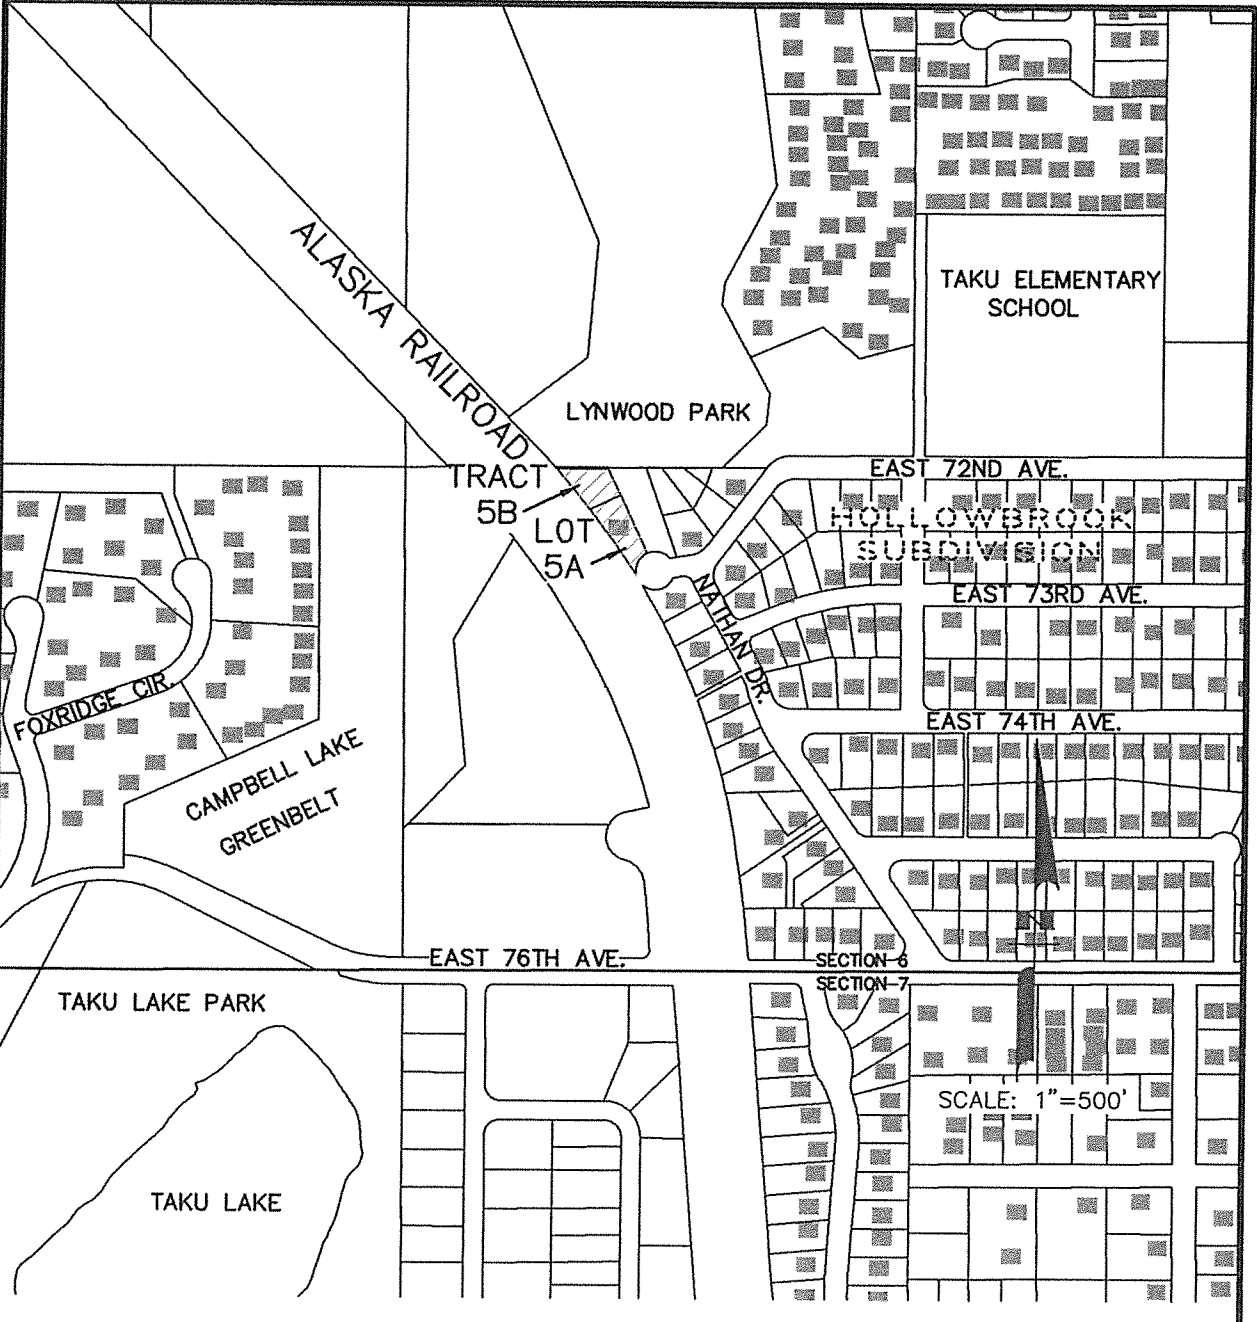 ALASKA RAILROAD
TAKU ELEMENTARY
SCHOOL
LYNWOOD PARK
TRACT
5B
LOT
5A
EAST 72ND AVE.
HOLLOWBROOK
SUBDIVISION
EAST 73RD AVE.
NATHAN DR.
FOXRIDGE CIR.
EAST 74TH AVE.
CAMPBELL LAKE
GREENBELT
N
EAST 76TH AVE.
SECTION 6
SECTION 7
TAKU LAKE PARK
SCALE: 1"=500'
TAKU LAKE